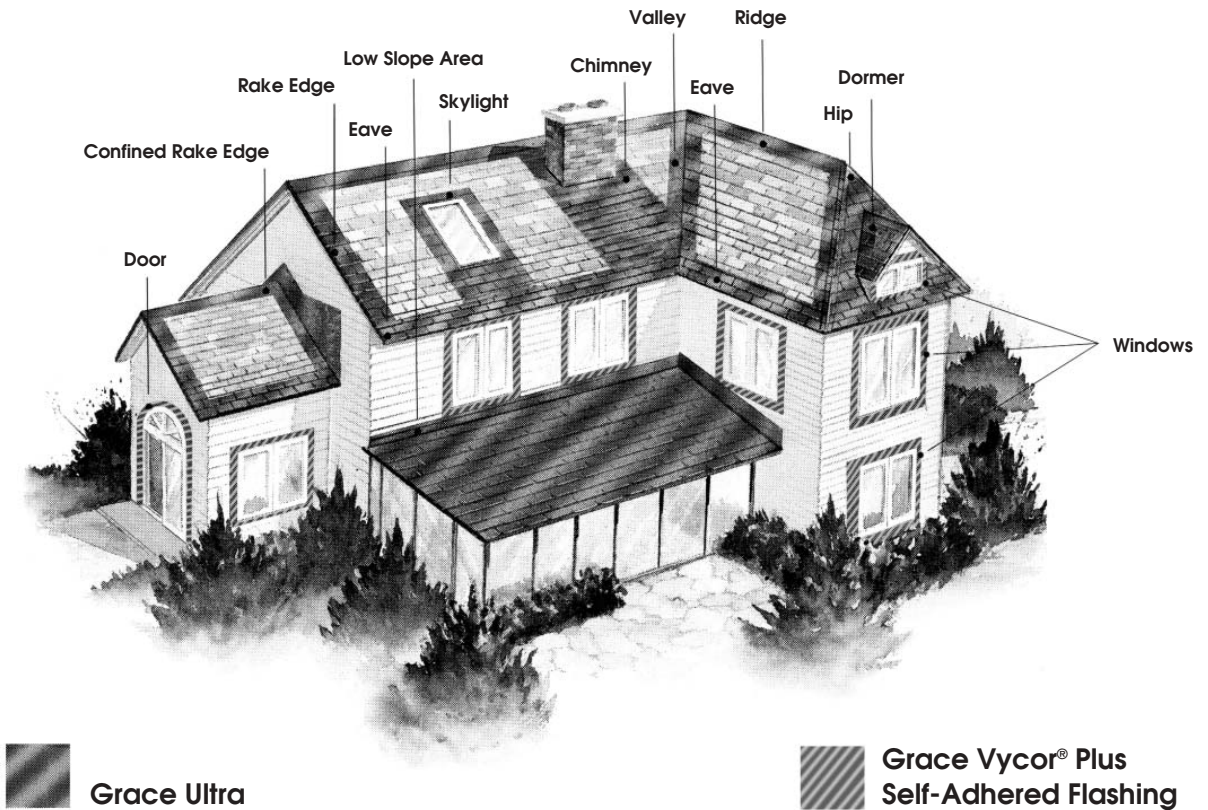 Valley
Ridge
Low Slope Area
Chimney
Dormer
Rake Edge
Skylight
Eave
Hip
Eave
Confined Rake Edge
Door
Windows
Grace Ultra
Grace Vycor® Plus
Self-Adhered Flashing